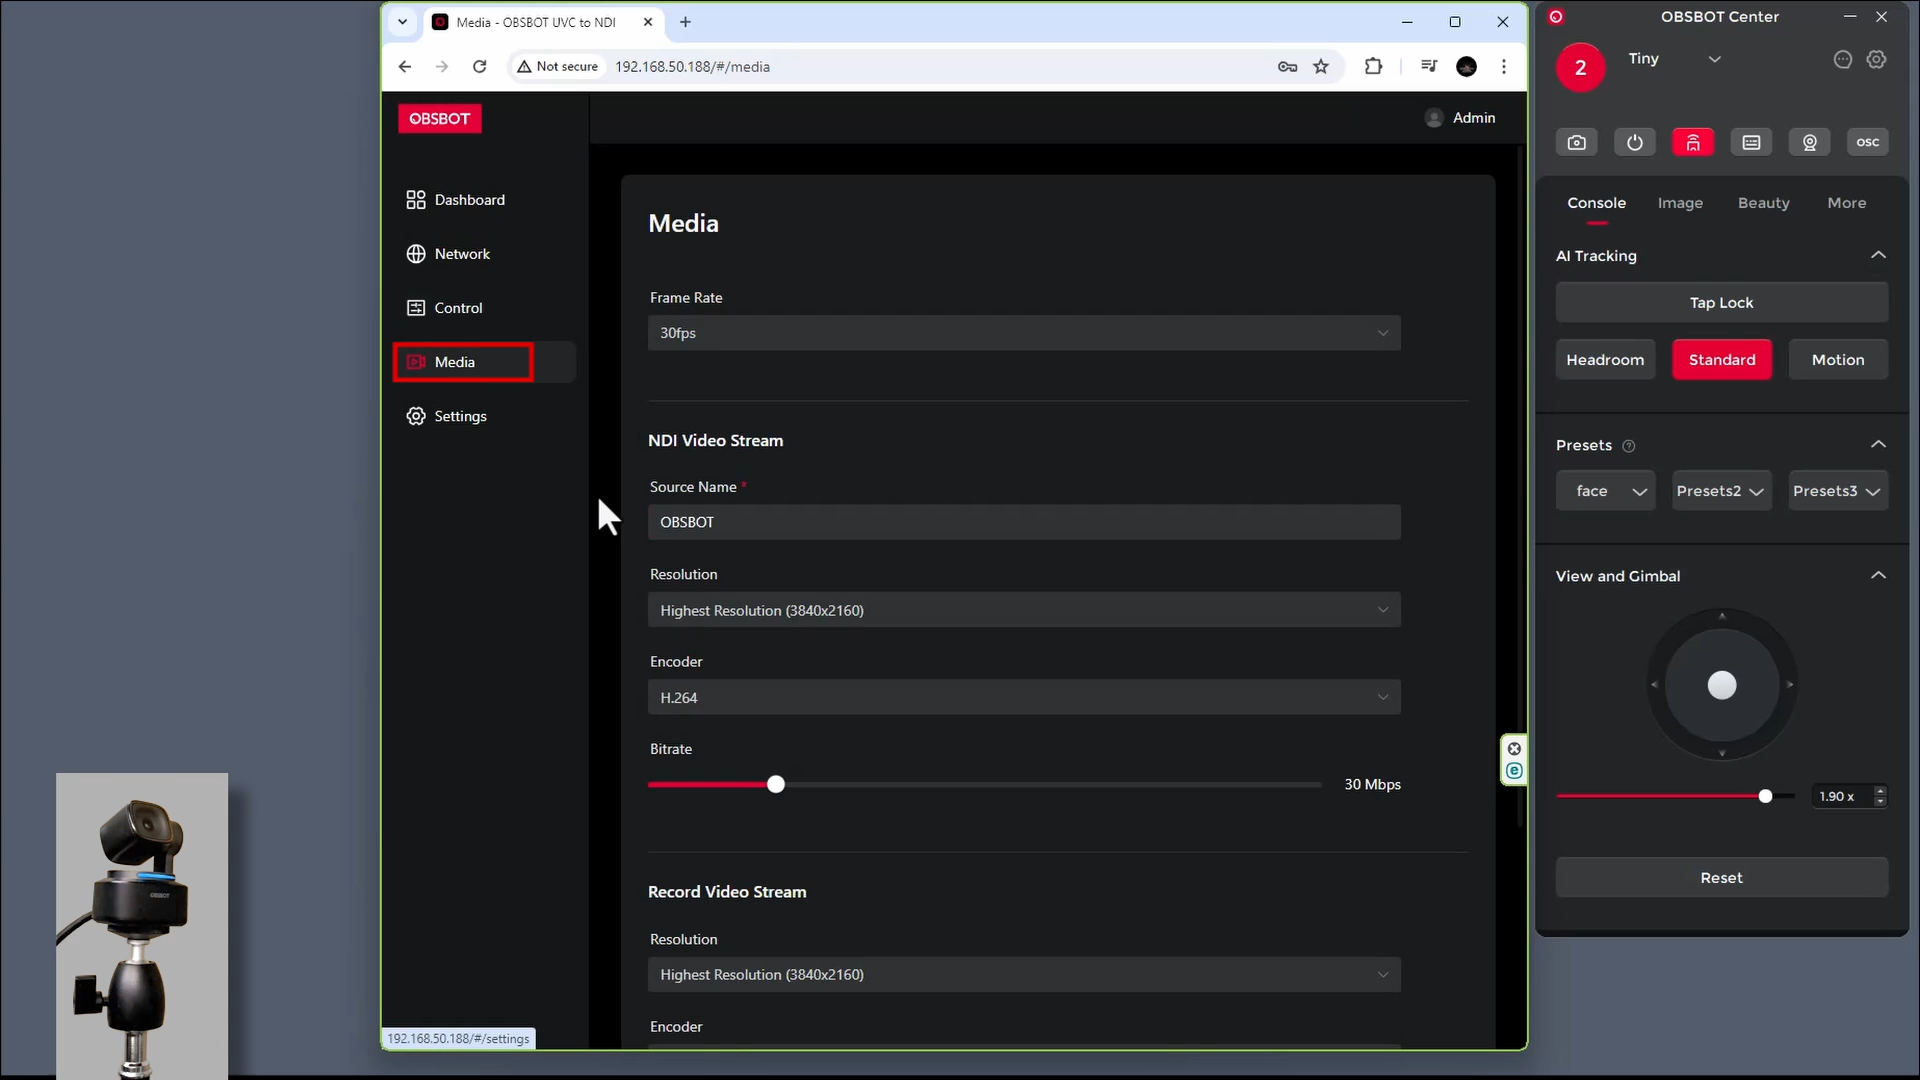 Media - OBSBOT UVC to NDI
Not secure
192.168.50.188/#/media
OBSBOT
Admin
Dashboard
Network
Control
Media
Settings
Media
Frame Rate
30fps
NDI Video Stream
Source Name *
OBSBOT
Resolution
Highest Resolution (3840x2160)
Encoder
H.264
Bitrate
30 Mbps
Record Video Stream
Resolution
Highest Resolution (3840x2160)
Encoder
192.168.50.188/#/settings
OBSBOT Center
2
Tiny
OSC
Console
Image
Beauty
More
AI Tracking
Tap Lock
Headroom
Standard
Motion
Presets
face
Presets2
Presets3
View and Gimbal
1.90 x
Reset
OBSBOT